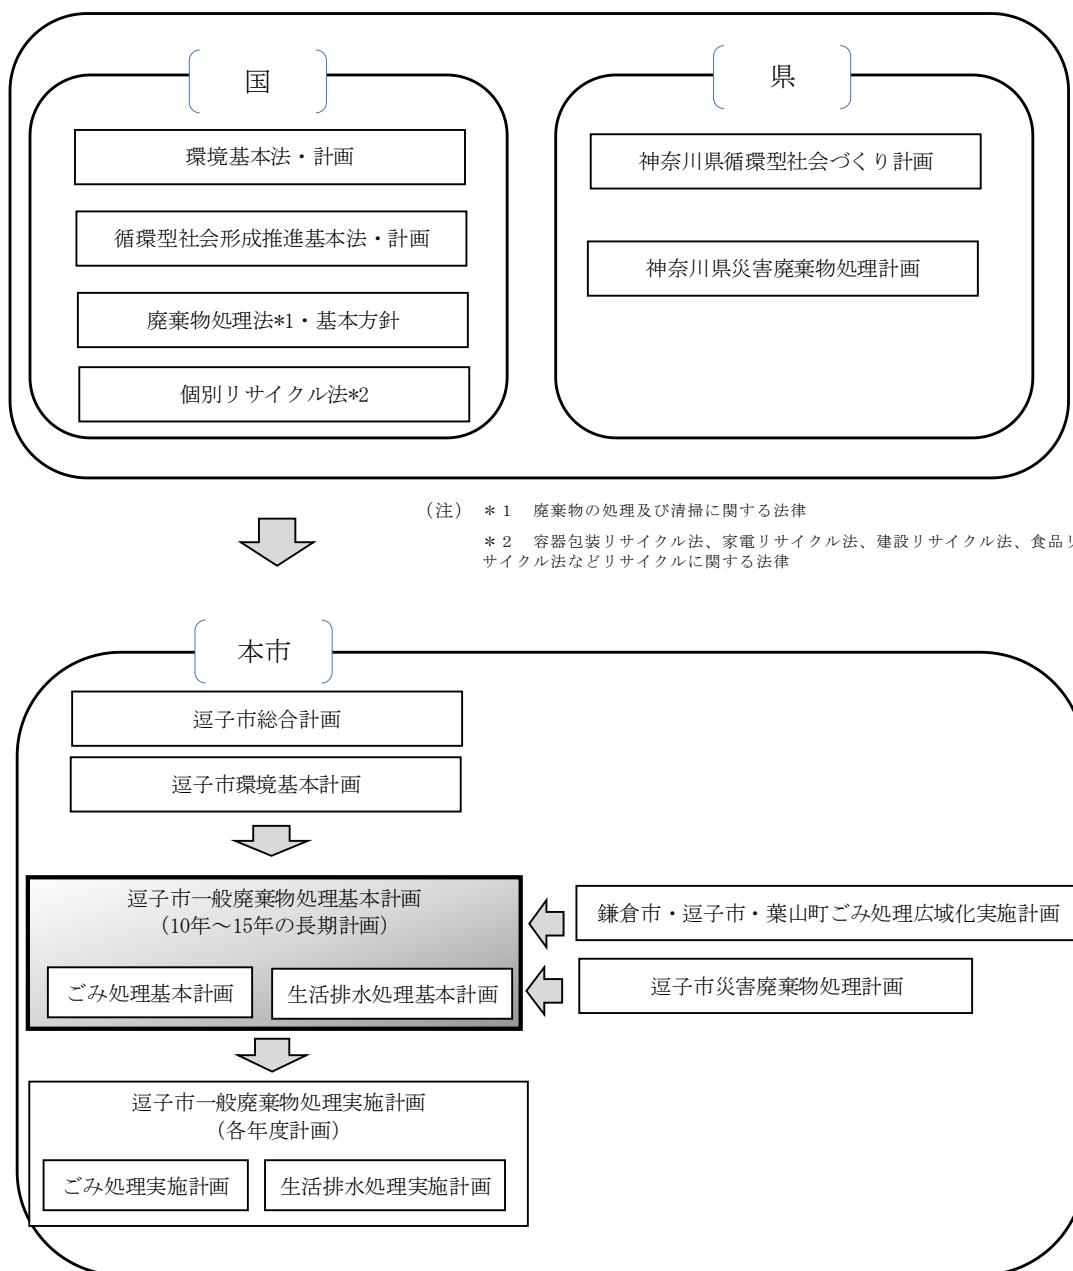 国
環境基本法・計画
循環型社会形成推進基本法・計画
廃棄物処理法*1・基本方針
個別リサイクル法*2
県
神奈川県循環型社会づくり計画
神奈川県災害廃棄物処理計画
（注） ＊1 廃棄物の処理及び清掃に関する法律
＊2 容器包装リサイクル法、家電リサイクル法、建設リサイクル法、食品リ
サイクル法などリサイクルに関する法律
本市
逗子市総合計画
逗子市環境基本計画
逗子市一般廃棄物処理基本計画
（10年～15年の長期計画）
ごみ処理基本計画
生活排水処理基本計画
鎌倉市・逗子市・葉山町ごみ処理広域化実施計画
逗子市災害廃棄物処理計画
逗子市一般廃棄物処理実施計画
（各年度計画）
ごみ処理実施計画
生活排水処理実施計画